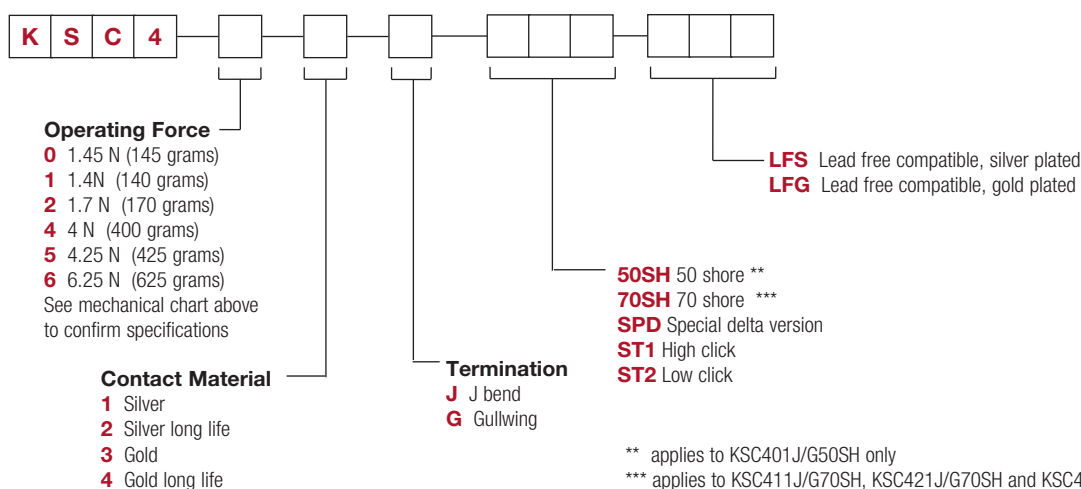 K S C 4
Operating Force
0 1.45 N (145 grams)
1 1.4N (140 grams)
2 1.7 N (170 grams)
4 4 N (400 grams)
5 4.25 N (425 grams)
6 6.25 N (625 grams)
See mechanical chart above
to confirm specifications
Contact Material
1 Silver
2 Silver long life
3 Gold
4 Gold long life
Termination
J J bend
G Gullwing
50SH 50 shore **
70SH 70 shore ***
SPD Special delta version
ST1 High click
ST2 Low click
LFS Lead free compatible, silver plated
LFG Lead free compatible, gold plated
** applies to KSC401J/G50SH only
*** applies to KSC411J/G70SH, KSC421J/G70SH and KSC4